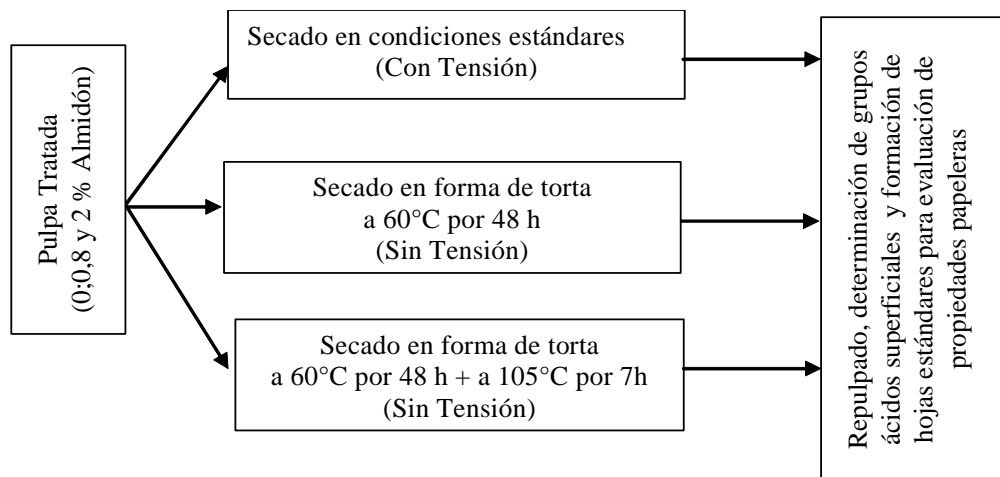 Pulpa Tratada
(0;0,8 y 2 % Almidón)
Secado en condiciones estándares
(Con Tensión)
Secado en forma de torta
a 60°C por 48 h
(Sin Tensión)
Secado en forma de torta
a 60°C por 48 h + a 105°C por 7h
(Sin Tensión)
Repulpado, determinación de grupos
ácidos superficiales y formación de
hojas estándares para evaluación de
propiedades papeleras